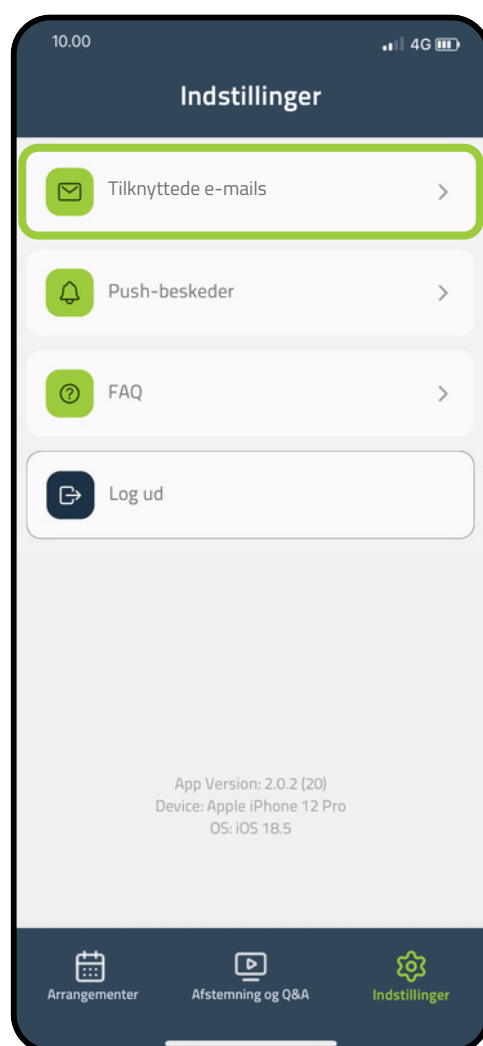 10.00 4G
Indstillinger
Tilknyttede e-mails
Push-beskeder
FAQ
Log ud
App Version: 2.0.2 (20)
Device: Apple iPhone 12 Pro
OS: iOS 18.5
Arrangementer Afstemning og Q&A Indstillinger